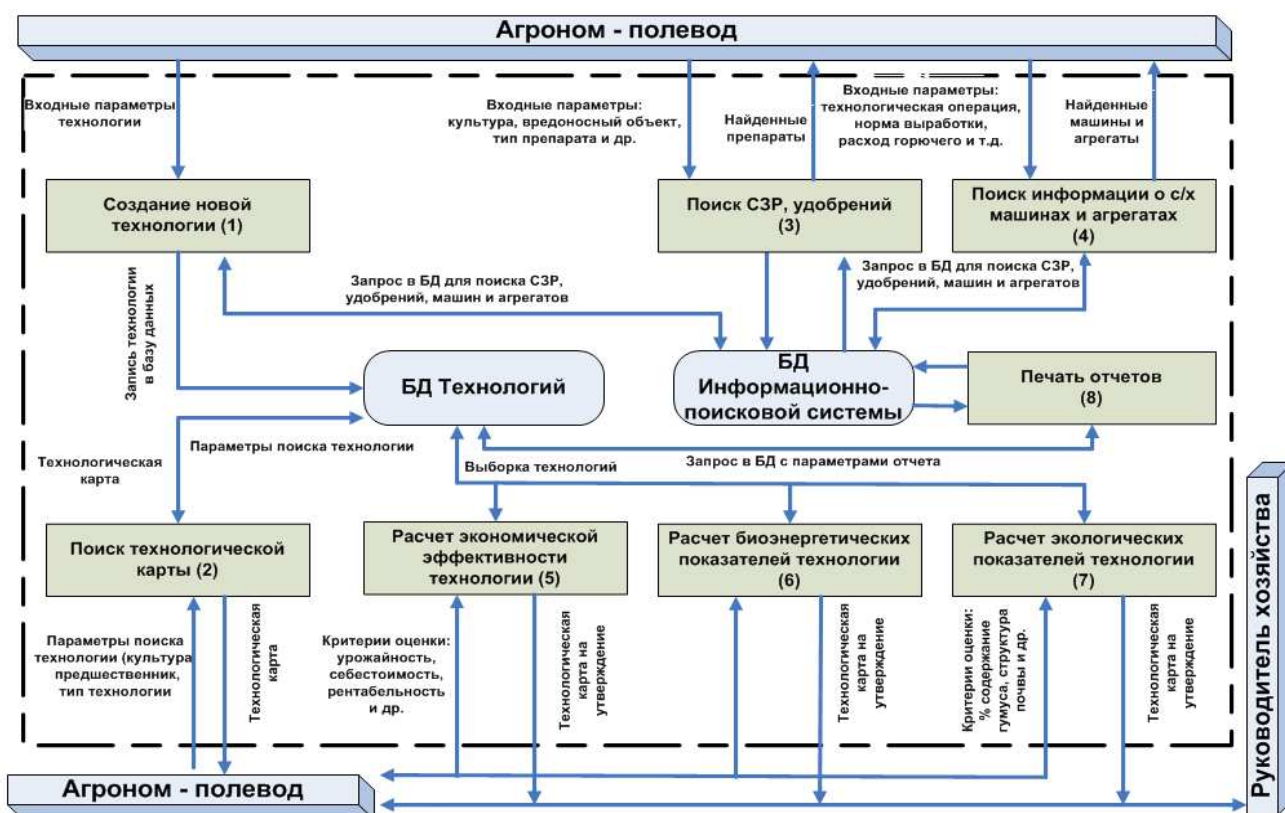 Агроном - полевод
Входные параметры
технологии
Входные параметры:
культура, вредоносный объект,
тип препарата и др.
Найденные
препараты
Входные параметры:
технологическая операция,
норма выработки,
расход горючего и т.д.
Найденные
машины и
агрегаты
Создание новой
технологии (1)
Поиск СЗР, удобрений
(3)
Поиск информации о с/х
машинах и агрегатах
(4)
Запись технологии
в базу данных
Запрос в БД для поиска СЗР,
удобрений, машин и агрегатов
Запрос в БД для поиска СЗР,
удобрений, машин и агрегатов
БД Технологий
БД
Информационно-
поисковой системы
Печать отчетов
(8)
Параметры поиска технологии
Технологическая
карта
Выборка технологий
Запрос в БД с параметрами отчета
Поиск технологической
карты (2)
Расчет экономической
эффективности
технологии (5)
Расчет биоэнергетических
показателей технологии
(6)
Расчет экологических
показателей технологии
(7)
Параметры поиска
технологии (культура
предшественник,
тип технологии
Технологическая
карта
Критерии оценки:
урожайность,
себестоимость,
рентабельность
и др.
Технологическая
карта на
утверждение
Технологическая
карта на
утверждение
Критерии оценки:
% содержание
гумуса, структура
почвы и др.
Технологическая
карта на
утверждение
Руководитель хозяйства
Агроном - полевод